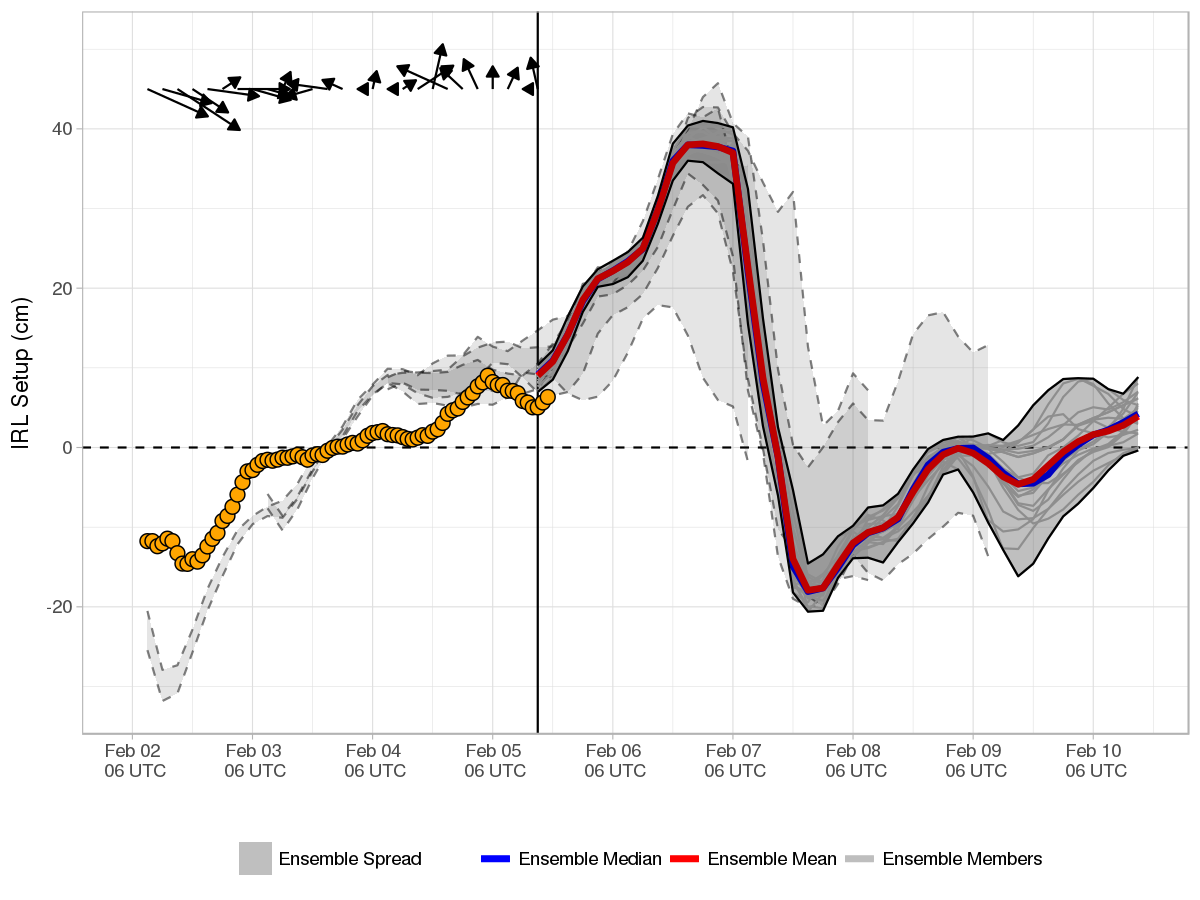 IRL Setup (cm)
40
20
0
-20
Feb 02 Feb 03 Feb 04 Feb 05 Feb 06 Feb 07 Feb 08 Feb 09 Feb 10
06 UTC 06 UTC 06 UTC 06 UTC 06 UTC 06 UTC 06 UTC 06 UTC 06 UTC
Ensemble Spread Ensemble Median Ensemble Mean Ensemble Members